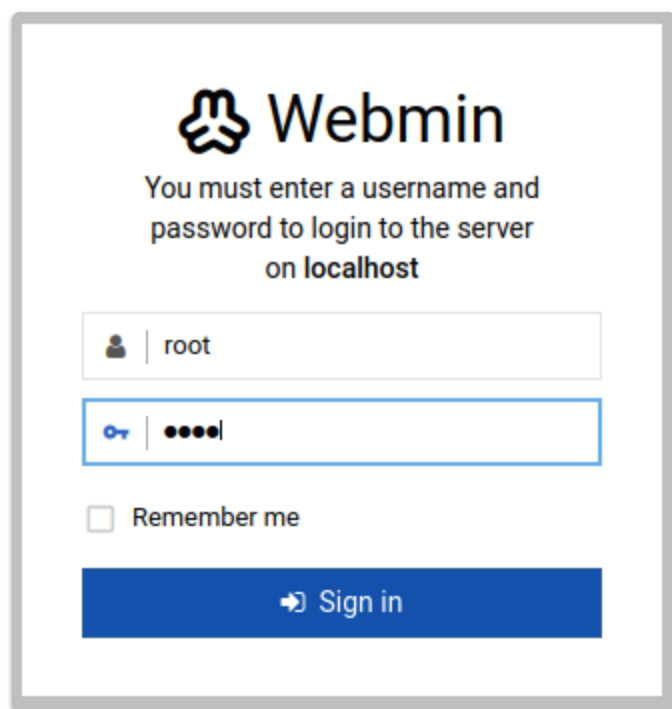 Webmin
You must enter a username and
password to login to the server
on localhost
root
••••
Remember me
Sign in